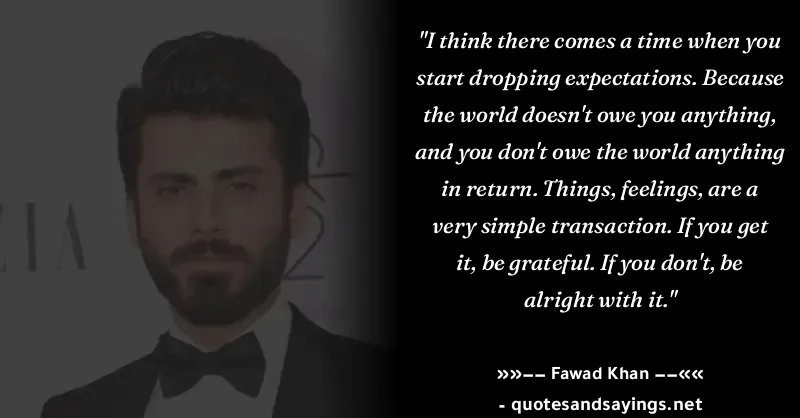 "I think there comes a time when you
start dropping expectations. Because
the world doesn't owe you anything,
and you don't owe the world anything
in return. Things, feelings, are a
very simple transaction. If you get
it, be grateful. If you don't, be
alright with it."
»»−− Fawad Khan −−««
- quotesandsayings.net